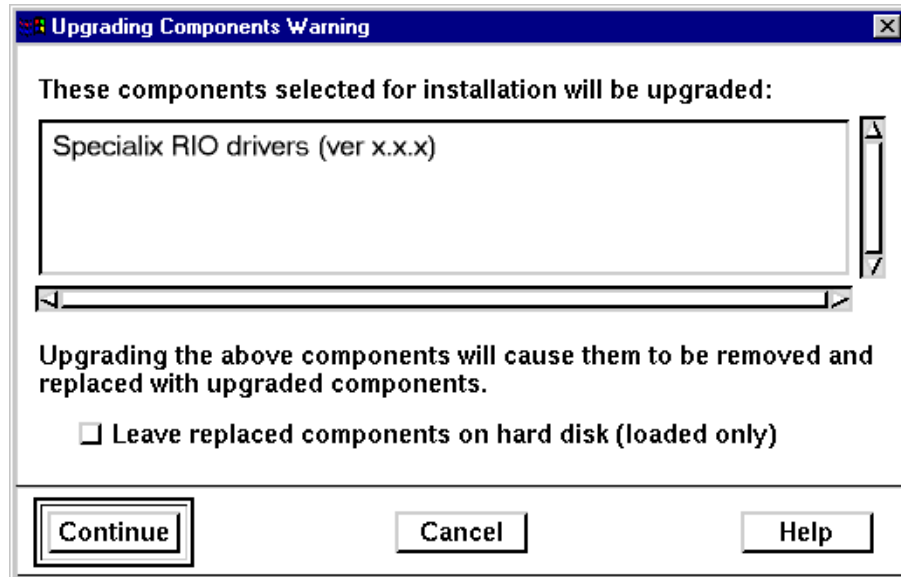 Upgrading Components Warning
These components selected for installation will be upgraded:
Specialix RIO drivers (ver x.x.x)
Upgrading the above components will cause them to be removed and
replaced with upgraded components.
Leave replaced components on hard disk (loaded only)
Continue Cancel Help